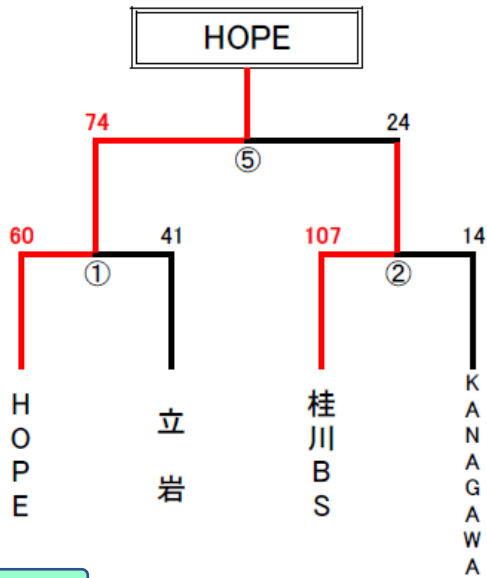 HOPE
74
24
⑤
60
41
107
14
①
②
HOPE
立岩
桂川BS
KANAGAWA